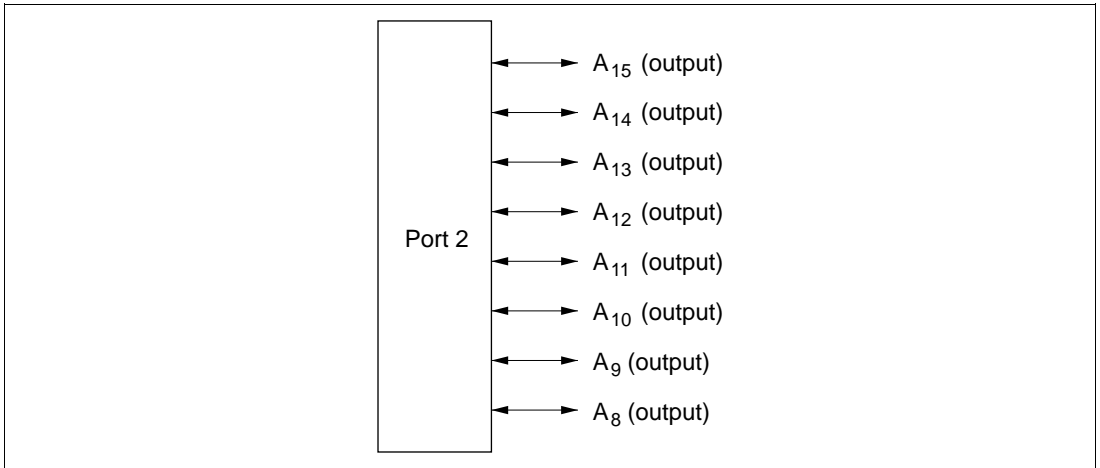 A15 (output)
A14 (output)
A13 (output)
A12 (output)
Port 2
A11 (output)
A10 (output)
A9 (output)
A8 (output)